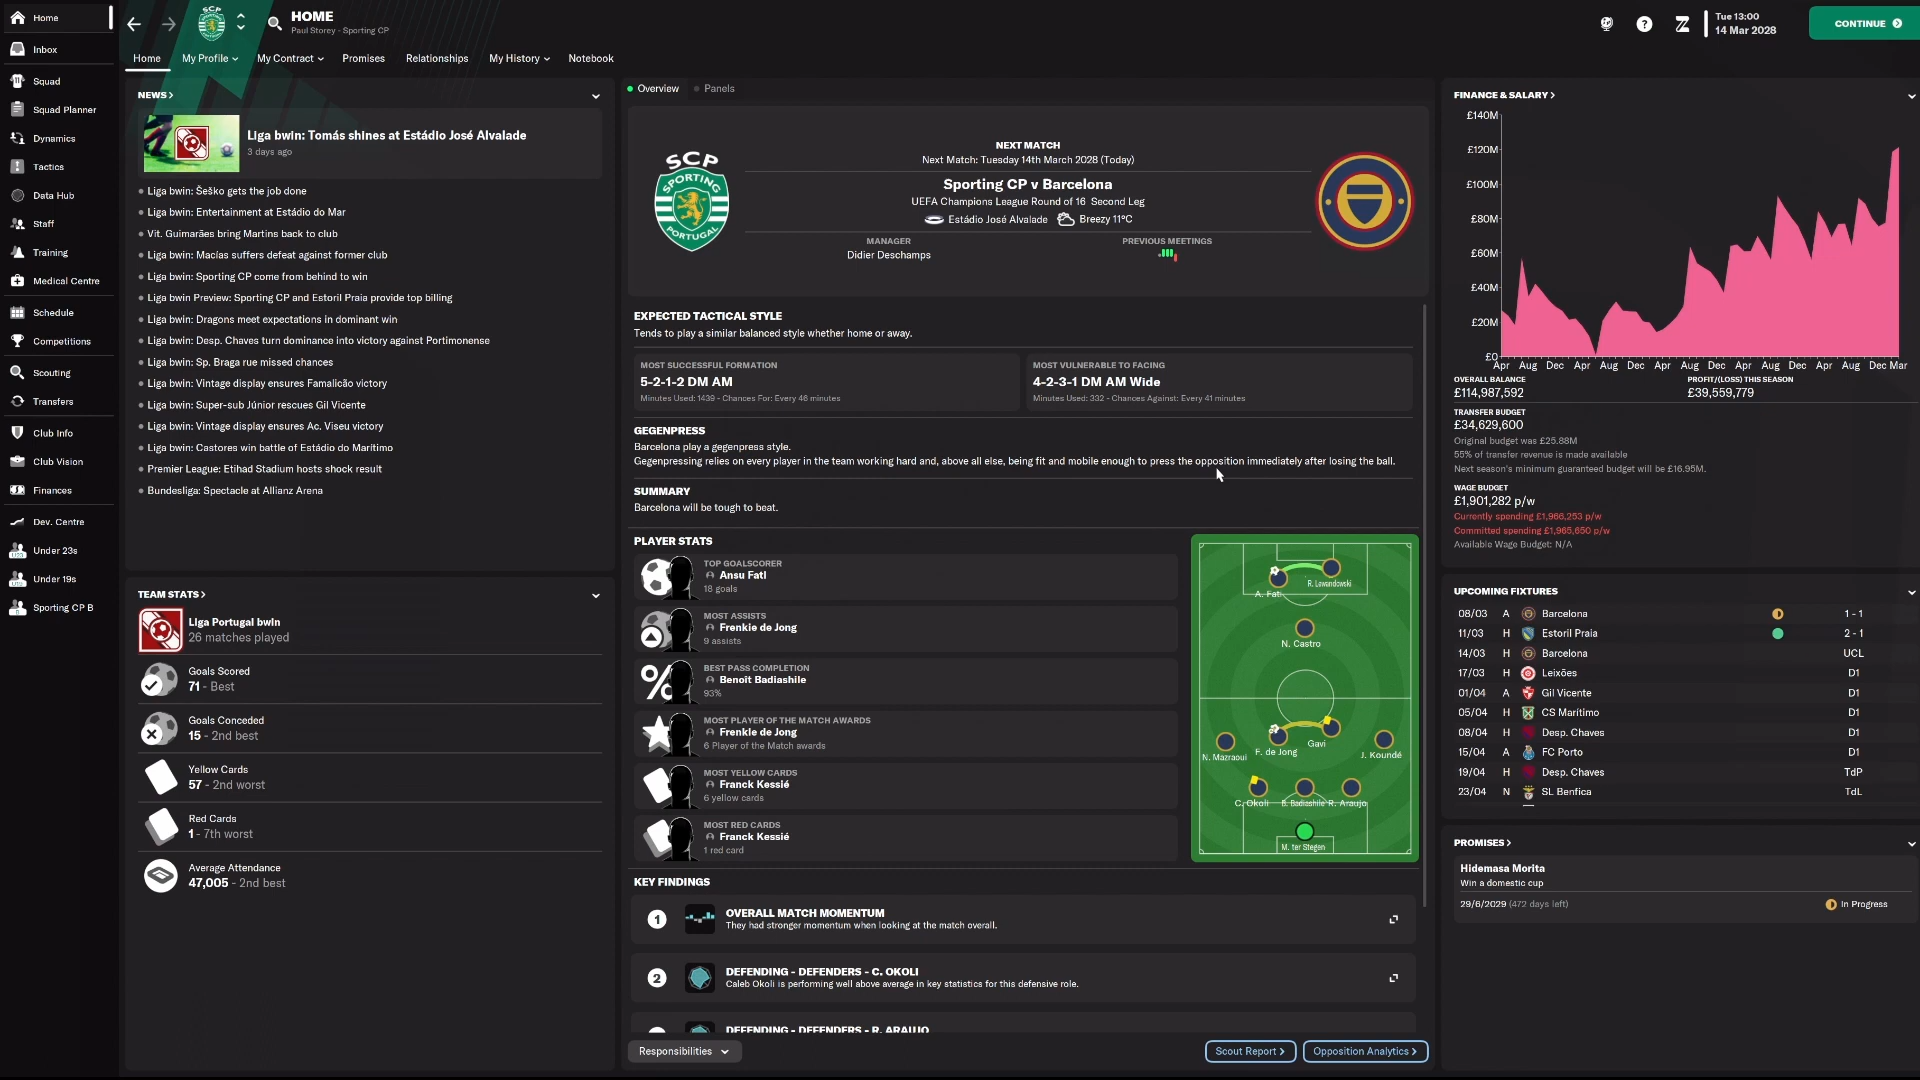 Home
Inbox
Squad
Squad Planner
Dynamics
Tactics
Data Hub
Staff
Training
Medical Centre
Schedule
Competitions
Scouting
Transfers
Club Info
Club Vision
Finances
Dev. Centre
Under 23s
Under 19s
Sporting CP B
HOME
Paul Storey - Sporting CP
Tue 13:00
14 Mar 2028
CONTINUE
Home My Profile My Contract Promises Relationships My History Notebook
NEWS >
Liga bwin: Tomás shines at Estádio José Alvalade
3 days ago
Liga bwin: Šeško gets the job done
Liga bwin: Entertainment at Estádio do Mar
Vit. Guimarães bring Martins back to club
Liga bwin: Macías suffers defeat against former club
Liga bwin: Sporting CP come from behind to win
Liga bwin Preview: Sporting CP and Estoril Praia provide top billing
Liga bwin: Dragons meet expectations in dominant win
Liga bwin: Desp. Chaves turn dominance into victory against Portimonense
Liga bwin: Sp. Braga rue missed chances
Liga bwin: Vintage display ensures Famalicão victory
Liga bwin: Super-sub Júnior rescues Gil Vicente
Liga bwin: Vintage display ensures Ac. Viseu victory
Liga bwin: Castores win battle of Estádio do Marítimo
Premier League: Etihad Stadium hosts shock result
Bundesliga: Spectacle at Allianz Arena
TEAM STATS >
Liga Portugal bwin
26 matches played
Goals Scored
71 - Best
Goals Conceded
15 - 2nd best
Yellow Cards
57 - 2nd worst
Red Cards
1 - 7th worst
Average Attendance
47,005 - 2nd best
Overview Panels
SCP
SPORTING
PORTUGAL
NEXT MATCH
Next Match: Tuesday 14th March 2028 (Today)
Sporting CP v Barcelona
UEFA Champions League Round of 16 Second Leg
Estádio José Alvalade Breezy 11°C
MANAGER
Didier Deschamps
PREVIOUS MEETINGS
EXPECTED TACTICAL STYLE
Tends to play a similar balanced style whether home or away.
MOST SUCCESSFUL FORMATION
5-2-1-2 DM AM
Minutes Used: 1439 - Chances For: Every 46 minutes
MOST VULNERABLE TO FACING
4-2-3-1 DM AM Wide
Minutes Used: 332 - Chances Against: Every 41 minutes
GEGENPRESS
Barcelona play a gegenpress style.
Gegenpressing relies on every player in the team working hard and, above all else, being fit and mobile enough to press the opposition immediately after losing the ball.
SUMMARY
Barcelona will be tough to beat.
PLAYER STATS
TOP GOALSCORER
Ansu Fati
18 goals
MOST ASSISTS
Frenkie de Jong
9 assists
BEST PASS COMPLETION
Benoît Badiashile
93%
MOST PLAYER OF THE MATCH AWARDS
Frenkie de Jong
6 Player of the Match awards
MOST YELLOW CARDS
Franck Kessié
6 yellow cards
MOST RED CARDS
Franck Kessié
1 red card
A. Fati R. Lewandowski
N. Castro
N. Mazraoui F. de Jong Gavi J. Koundé
C. Okoli B. Badiashile R. Araujo
M. ter Stegen
KEY FINDINGS
1 OVERALL MATCH MOMENTUM
They had stronger momentum when looking at the match overall.
2 DEFENDING - DEFENDERS - C. OKOLI
Caleb Okoli is performing well above average in key statistics for this defensive role.
DEFENDING - DEFENDERS - R. ARAUJO
Responsibilities
Scout Report > Opposition Analytics >
FINANCE & SALARY >
£140M
£120M
£100M
£80M
£60M
£40M
£20M
£0
Apr Aug Dec Apr Aug Dec Apr Aug Dec Apr Aug Dec Apr Aug Dec Mar
OVERALL BALANCE
£114,987,592
PROFIT/(LOSS) THIS SEASON
£39,559,779
TRANSFER BUDGET
£34,629,600
Original budget was £25.88M
55% of transfer revenue is made available
Next season's minimum guaranteed budget will be £16.95M.
WAGE BUDGET
£1,901,282 p/w
Currently spending £1,966,253 p/w
Committed spending £1,965,650 p/w
Available Wage Budget: N/A
UPCOMING FIXTURES
08/03 A Barcelona 1 - 1
11/03 H Estoril Praia 2 - 1
14/03 H Barcelona UCL
17/03 H Leixões D1
01/04 A Gil Vicente D1
05/04 H CS Marítimo D1
08/04 H Desp. Chaves D1
15/04 A FC Porto D1
19/04 H Desp. Chaves TdP
23/04 N SL Benfica TdL
PROMISES >
Hidemasa Morita
Win a domestic cup
29/6/2029 (472 days left) In Progress